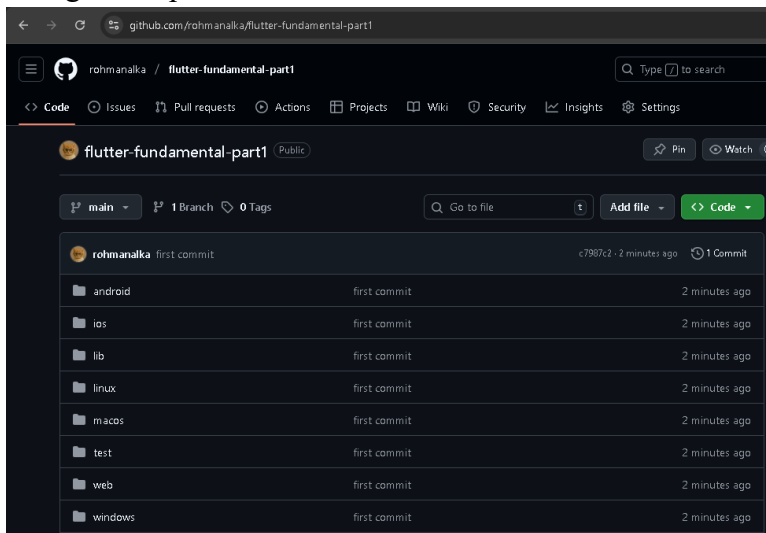 github.com/rohmanalka/flutter-fundamental-part1
rohmanalka / flutter-fundamental-part1
Type / to search
<> Code Issues Pull requests Actions Projects Wiki Security Insights Settings
flutter-fundamental-part1 Public
Pin Watch
main 1 Branch 0 Tags
Go to file t Add file <> Code
rohmanalka first commit c7987c2 · 2 minutes ago 1 Commit
android first commit 2 minutes ago
ios first commit 2 minutes ago
lib first commit 2 minutes ago
linux first commit 2 minutes ago
macos first commit 2 minutes ago
test first commit 2 minutes ago
web first commit 2 minutes ago
windows first commit 2 minutes ago